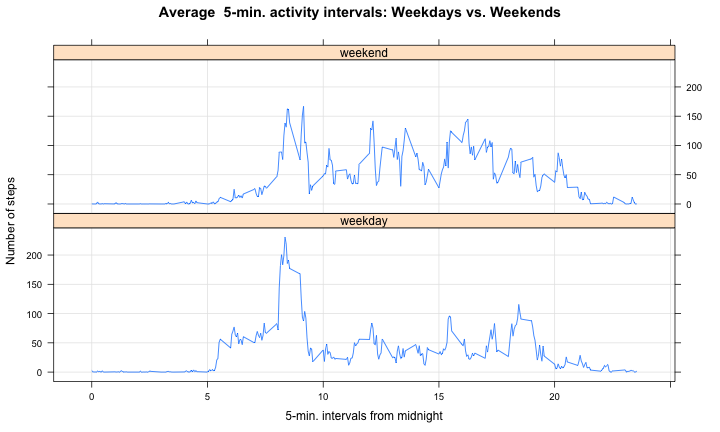 Average  5-min. activity intervals: Weekdays vs. Weekends
weekend
200
150
100
50
0
weekday
200
150
100
50
0
Number of steps
0 5 10 15 20
5-min. intervals from midnight